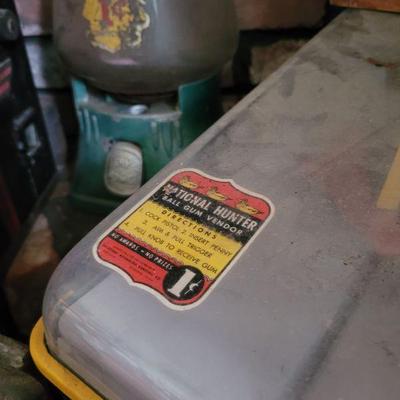 NATIONAL HUNTER
BALL GUM VENDOR
DIRECTIONS
1. COCK PISTOL 2. INSERT PENNY
3. AIM & PULL TRIGGER
PULL KNOB TO RECEIVE GUM
NO AWARDS - NO PRIZES
1¢